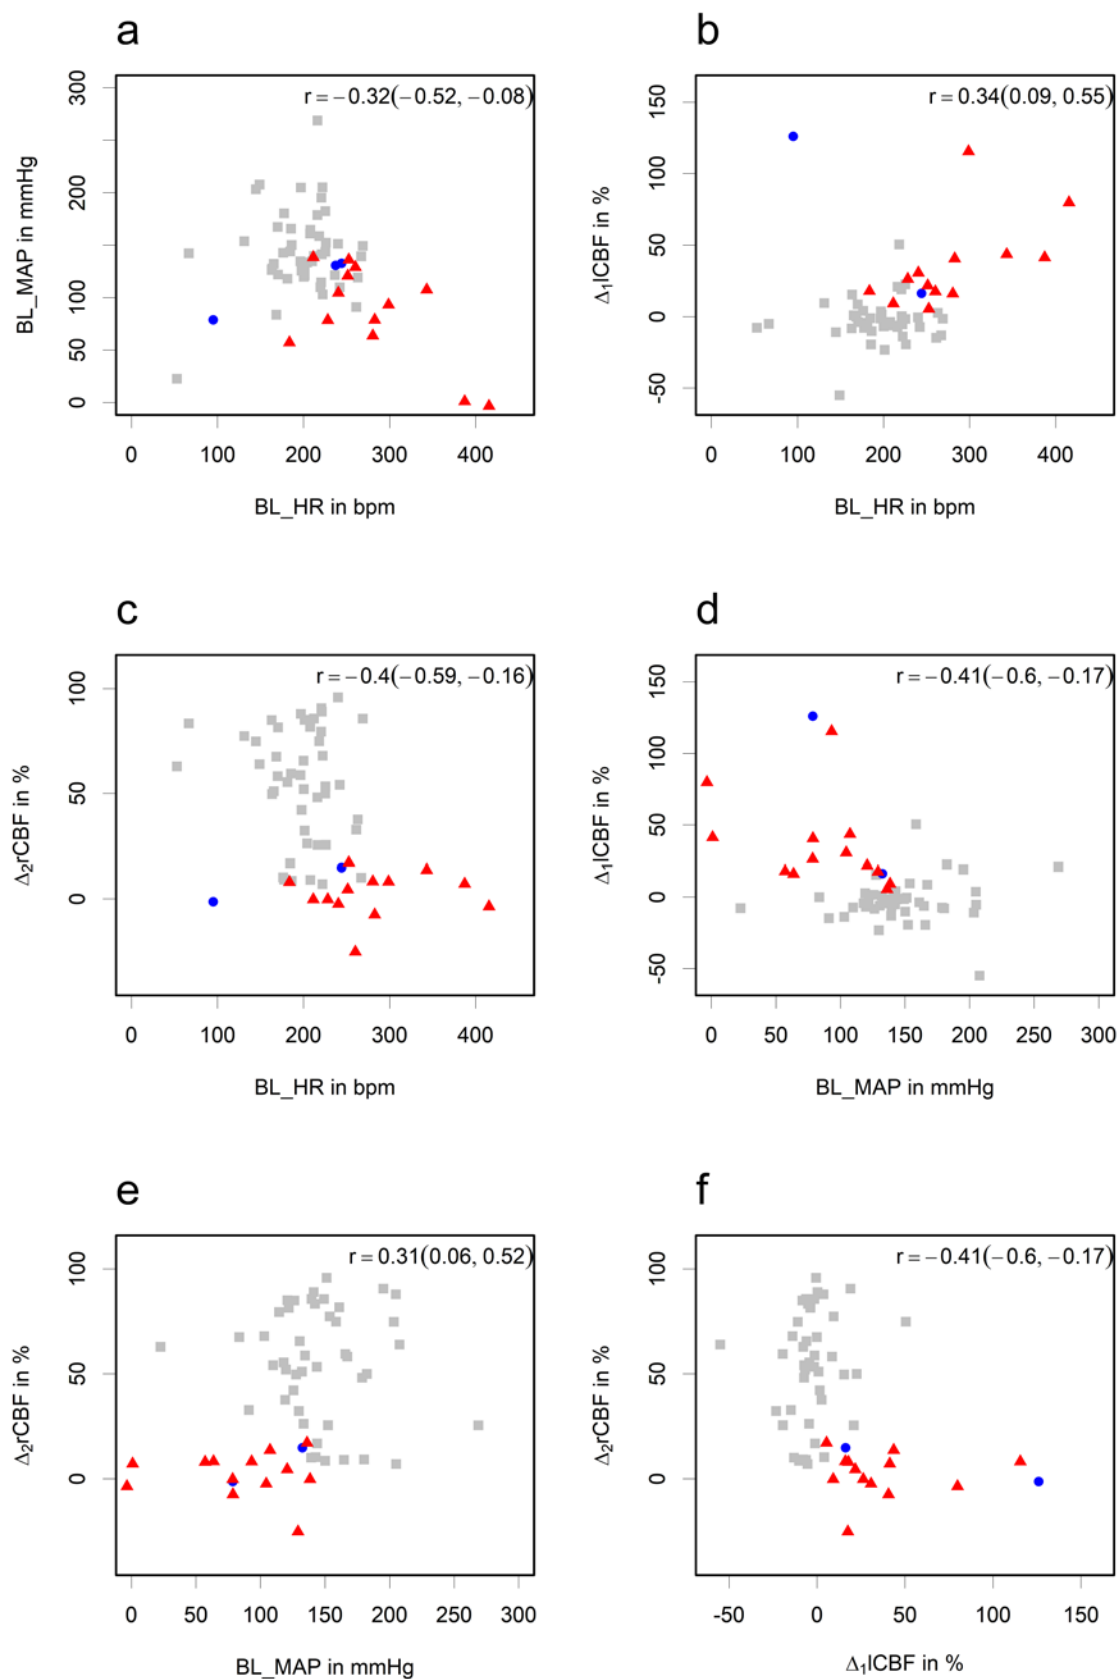 a
r = −0.32(−0.52, −0.08)
BL_MAP in mmHg
300
200
100
50
0
0 100 200 300 400
BL_HR in bpm
b
r = 0.34(0.09, 0.55)
Δ₁lCBF in %
150
100
50
0
-50
0 100 200 300 400
BL_HR in bpm
c
r = −0.4(−0.59, −0.16)
Δ₂rCBF in %
100
50
0
0 100 200 300 400
BL_HR in bpm
d
r = −0.41(−0.6, −0.17)
Δ₁lCBF in %
150
100
50
0
-50
0 50 100 150 200 250 300
BL_MAP in mmHg
e
r = 0.31(0.06, 0.52)
Δ₂rCBF in %
100
50
0
0 50 100 150 200 250 300
BL_MAP in mmHg
f
r = −0.41(−0.6, −0.17)
Δ₂rCBF in %
100
50
0
-50 0 50 100 150
Δ₁lCBF in %